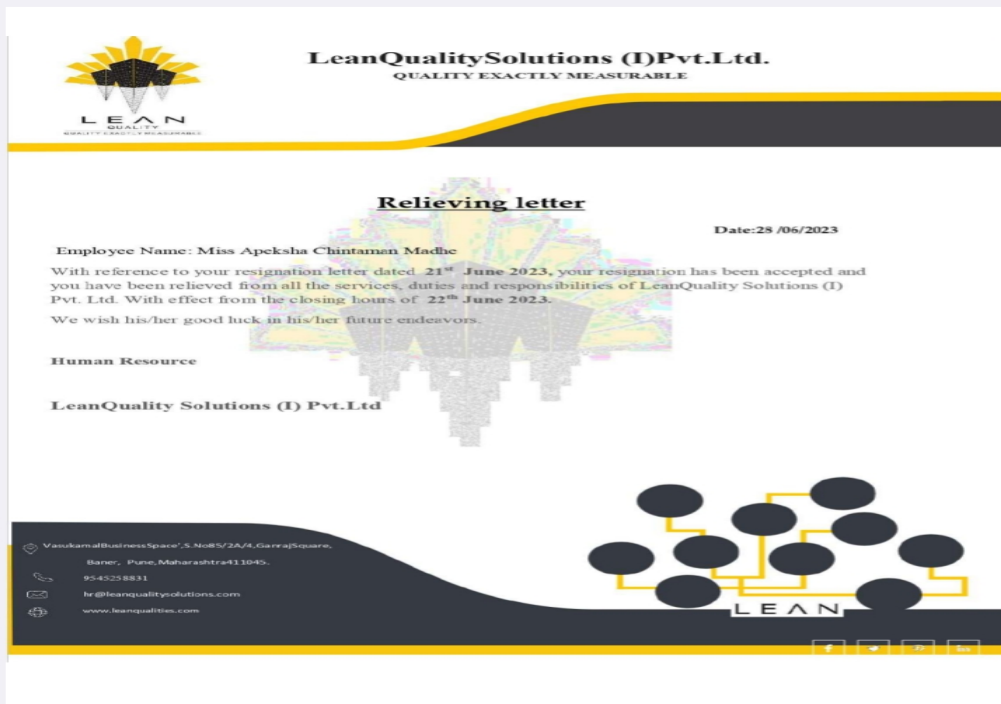 LeanQualitySolutions (I)Pvt.Ltd.
QUALITY EXACTLY MEASURABLE
LEAN
QUALITY
QUALITY EXACTLY MEASURABLE
Relieving letter
Date:28 /06/2023
Employee Name: Miss Apeksha Chintaman Madhe
With reference to your resignation letter dated 21st June 2023, your resignation has been accepted and
you have been relieved from all the services, duties and responsibilities of LeanQuality Solutions (I)
Pvt. Ltd. With effect from the closing hours of 22th June 2023.
We wish his/her good luck in his/her future endeavors.
Human Resource
LeanQuality Solutions (I) Pvt.Ltd
VasukamalBusinessSpace',S.No85/2A/4,GanrajSquare,
Baner, Pune,Maharashtra411045.
9545258831
hr@leanqualitysolutions.com
www.leanqualities.com
LEAN